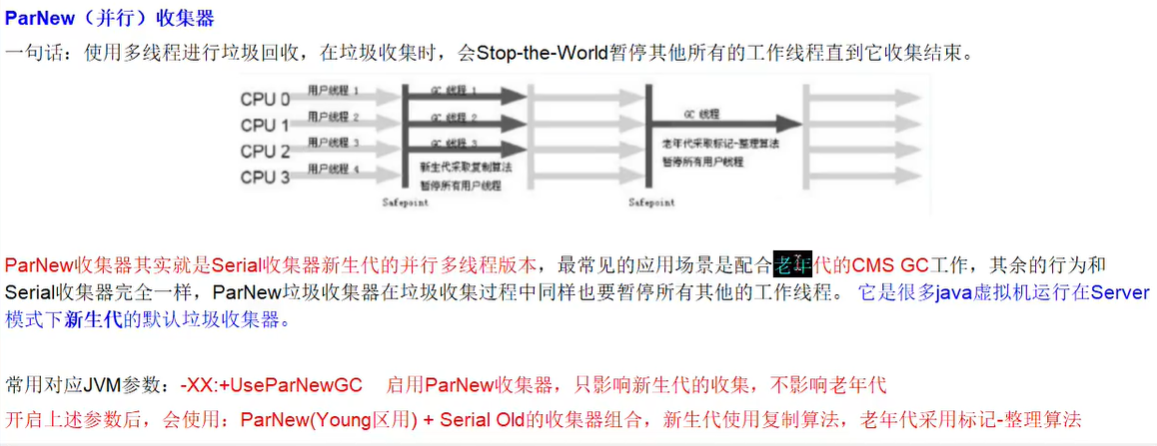 ParNew（并行）收集器
一句话：使用多线程进行垃圾回收，在垃圾收集时，会Stop-the-World暂停其他所有的工作线程直到它收集结束。
CPU 0 用户线程 1 GC 线程 1
CPU 1 用户线程 2 GC 线程 2
CPU 2 用户线程 3 GC 线程 3
CPU 3 用户线程 4
新生代采取复制算法
暂停所有用户线程
Safepoint
GC 线程
老年代采取标记-整理算法
暂停所有用户线程
Safepoint
ParNew收集器其实就是Serial收集器新生代的并行多线程版本，最常见的应用场景是配合老年代的CMS GC工作，其余的行为和
Serial收集器完全一样，ParNew垃圾收集器在垃圾收集过程中同样也要暂停所有其他的工作线程。 它是很多java虚拟机运行在Server
模式下新生代的默认垃圾收集器。
常用对应JVM参数：-XX:+UseParNewGC 启用ParNew收集器，只影响新生代的收集，不影响老年代
开启上述参数后，会使用：ParNew(Young区用) + Serial Old的收集器组合，新生代使用复制算法，老年代采用标记-整理算法